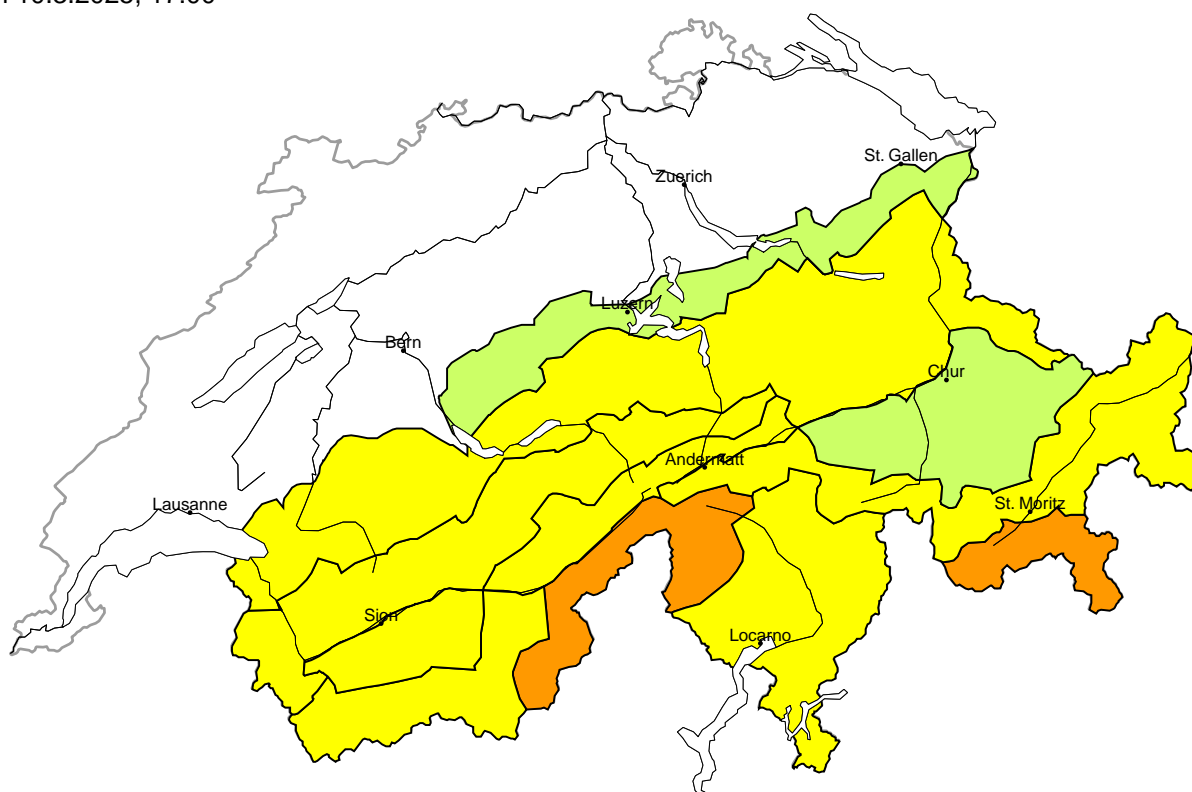 St. Gallen
Zuerich
Luzern
Bern
Chur
Andermatt
Lausanne
St. Moritz
Sion
Locarno